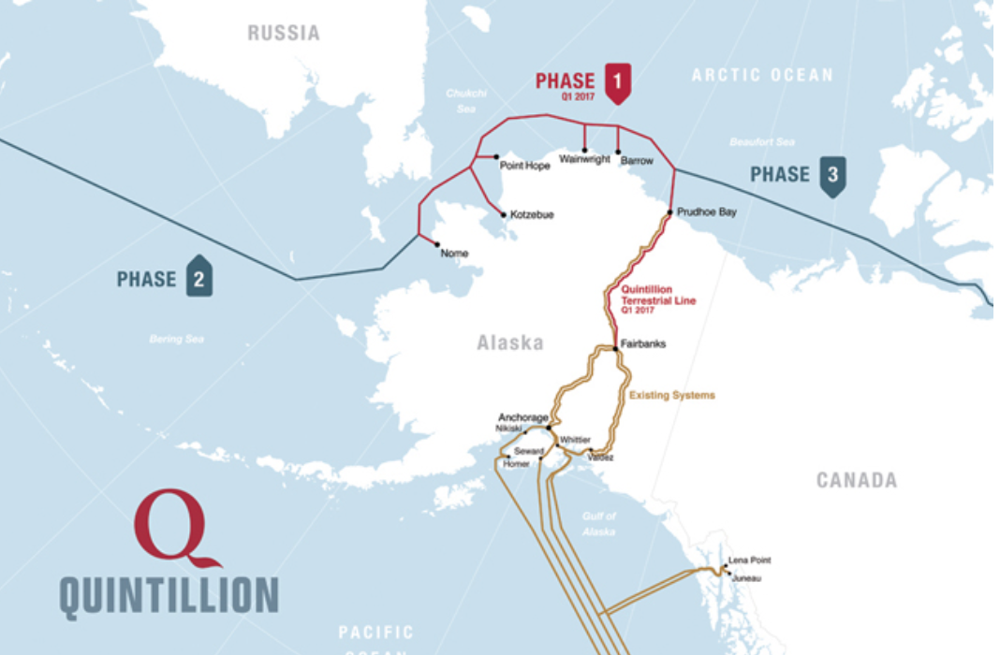 RUSSIA
PHASE 1
Q1 2017
ARCTIC OCEAN
Chukchi
Sea
Beaufort Sea
Point Hope
Wainwright
Barrow
PHASE 3
Kotzebue
Prudhoe Bay
Nome
PHASE 2
Quintillion
Terrestrial Line
Q1 2017
Bering Sea
Alaska
Fairbanks
Existing Systems
Anchorage
Nikiski
Whittier
Seward
Valdez
Homer
CANADA
Gulf of
Alaska
Q
QUINTILLION
Lena Point
Juneau
PACIFIC
OCEAN